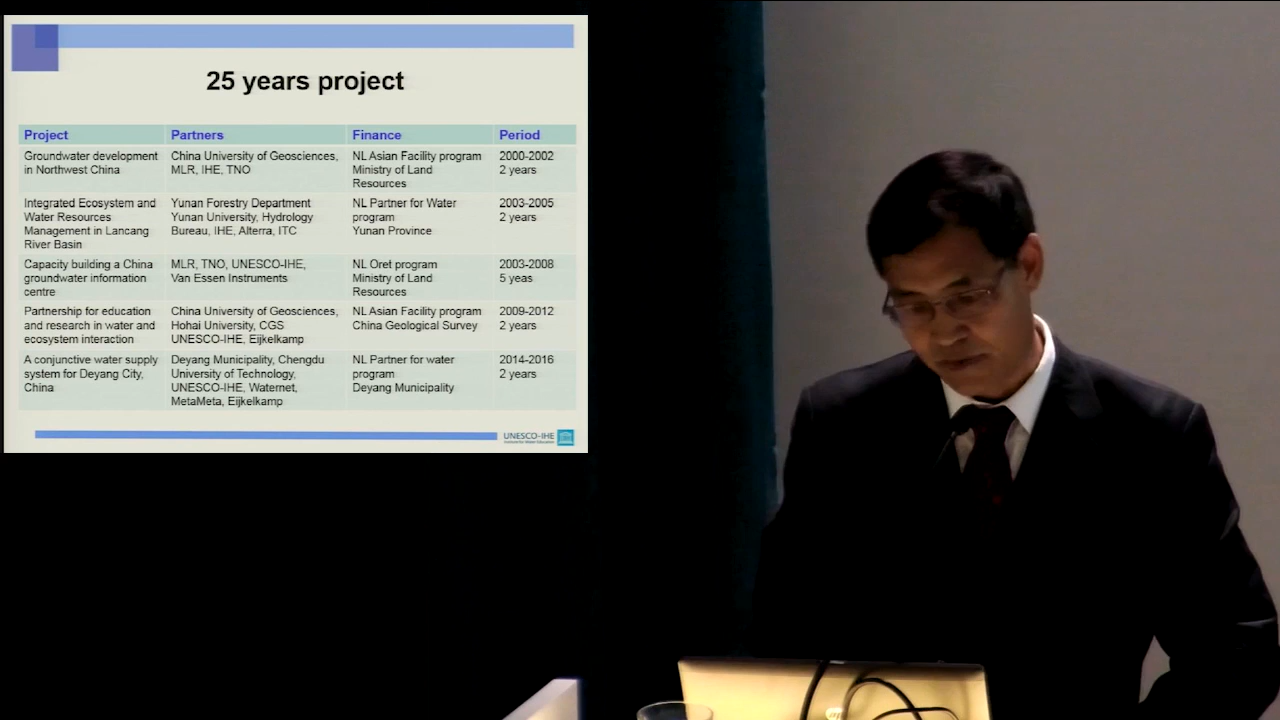 25 years project
Project Partners Finance Period
Groundwater development China University of Geosciences, NL Asian Facility program 2000-2002
in Northwest China MLR, IHE, TNO Ministry of Land 2 years
Resources
Integrated Ecosystem and Yunan Forestry Department NL Partner for Water 2003-2005
Water Resources Yunan University, Hydrology program 2 years
Management in Lancang Bureau, IHE, Alterra, ITC Yunan Province
River Basin
Capacity building a China MLR, TNO, UNESCO-IHE, NL Oret program 2003-2008
groundwater information Van Essen Instruments Ministry of Land 5 yeas
centre Resources
Partnership for education China University of Geosciences, NL Asian Facility program 2009-2012
and research in water and Hohai University, CGS China Geological Survey 2 years
ecosystem interaction UNESCO-IHE, Eijkelkamp
A conjunctive water supply Deyang Municipality, Chengdu NL Partner for water 2014-2016
system for Deyang City, University of Technology, program 2 years
China UNESCO-IHE, Waternet, Deyang Municipality
MetaMeta, Eijkelkamp
UNESCO-IHE
Institute for Water Education